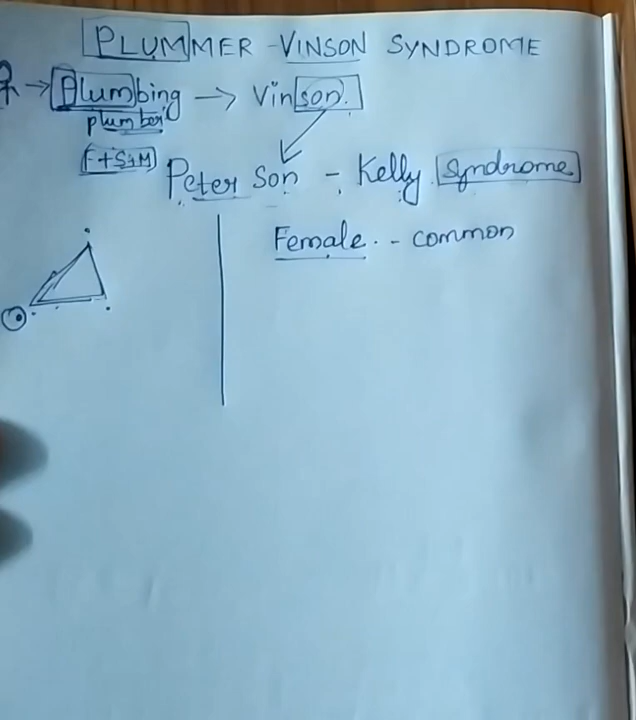 PLUMMER - VINSON SYNDROME
→ Plumbing → Vinson.
plumber
Peter son - Kelly syndrome
Female. - common